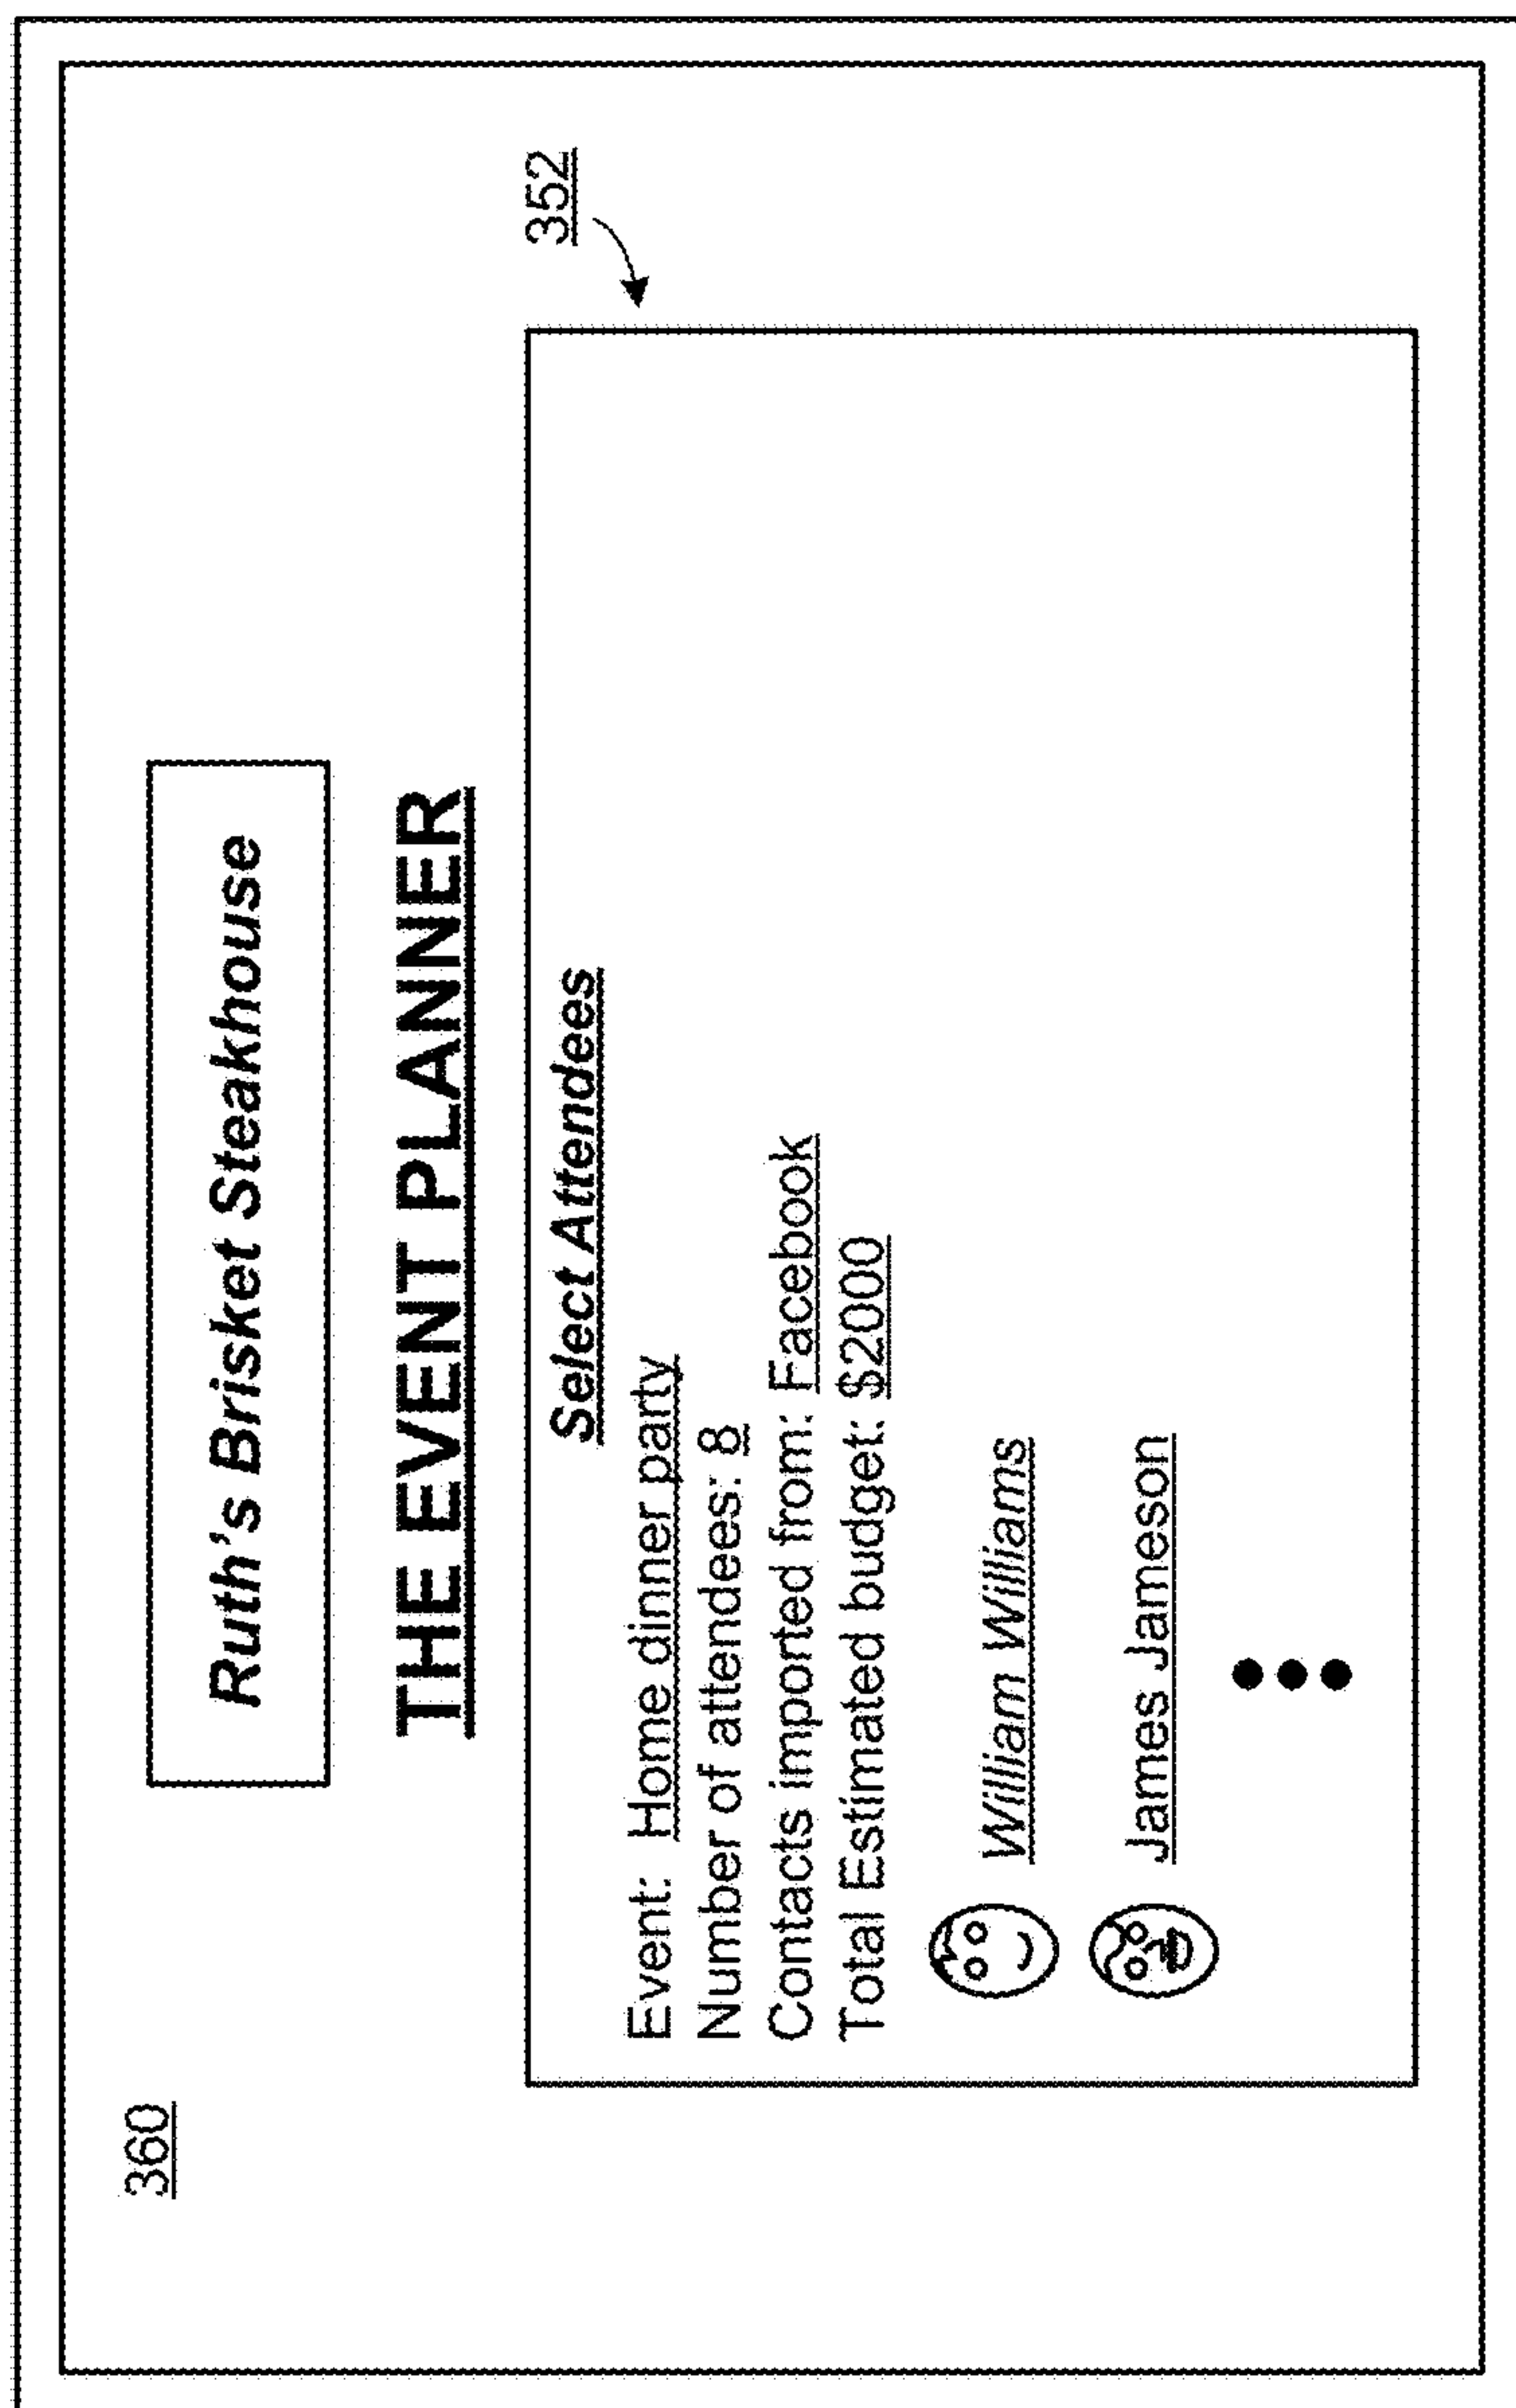 360
Ruth's Brisket Steakhouse
THE EVENT PLANNER
352
Select Attendees
Event: Home dinner party
Number of attendees: 8
Contacts imported from: Facebook
Total Estimated budget: $2000
William Williams
James Jameson